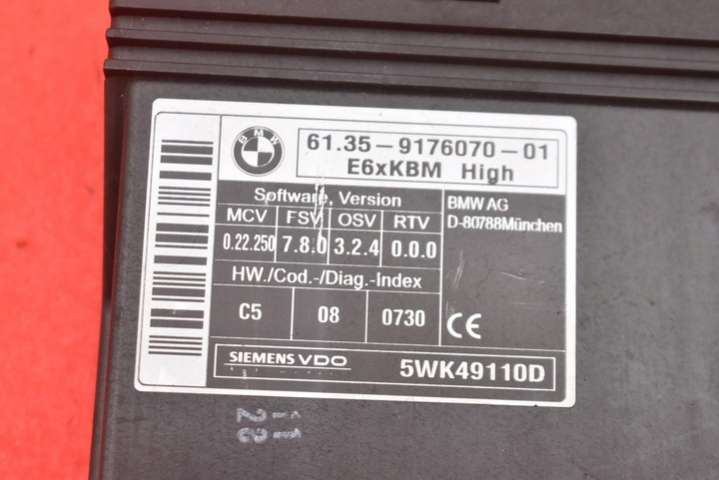 BMW
61.35-9176070-01
E6xKBM High
Software, Version
MCV FSV OSV RTV
0.22.250 7.8.0 3.2.4 0.0.0
HW./Cod.-/Diag.-Index
C5 08 0730
BMW AG
D-80788München
CE
SIEMENS VDO
5WK49110D